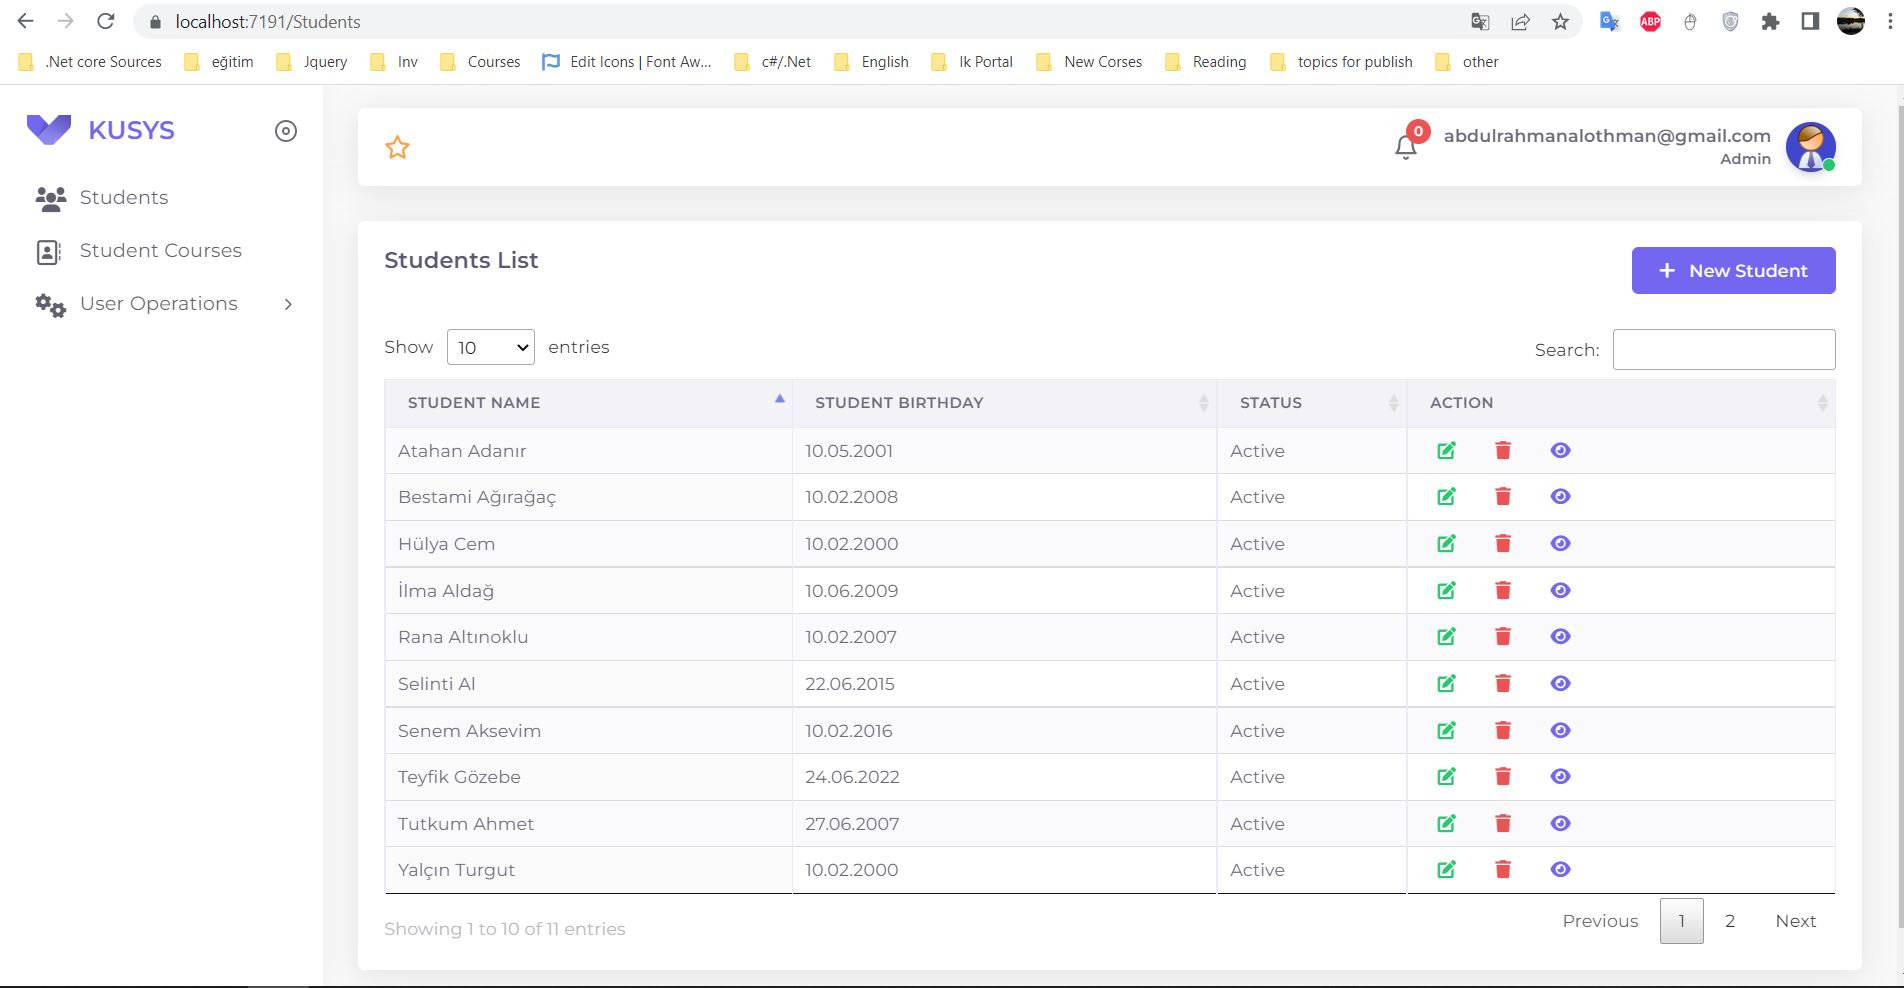 localhost:7191/Students
ABP
.Net core Sources eğitim Jquery Inv Courses Edit Icons | Font Aw... c#/.Net English Ik Portal New Corses Reading topics for publish other
KUSYS
Students
Student Courses
User Operations
0
abdulrahmanalothman@gmail.com
Admin
Students List
+ New Student
Show 10 entries
Search:
STUDENT NAME STUDENT BIRTHDAY STATUS ACTION
Atahan Adanır 10.05.2001 Active
Bestami Ağırağaç 10.02.2008 Active
Hülya Cem 10.02.2000 Active
İlma Aldağ 10.06.2009 Active
Rana Altınoklu 10.02.2007 Active
Selinti Al 22.06.2015 Active
Senem Aksevim 10.02.2016 Active
Teyfik Gözebe 24.06.2022 Active
Tutkum Ahmet 27.06.2007 Active
Yalçın Turgut 10.02.2000 Active
Showing 1 to 10 of 11 entries
Previous 1 2 Next